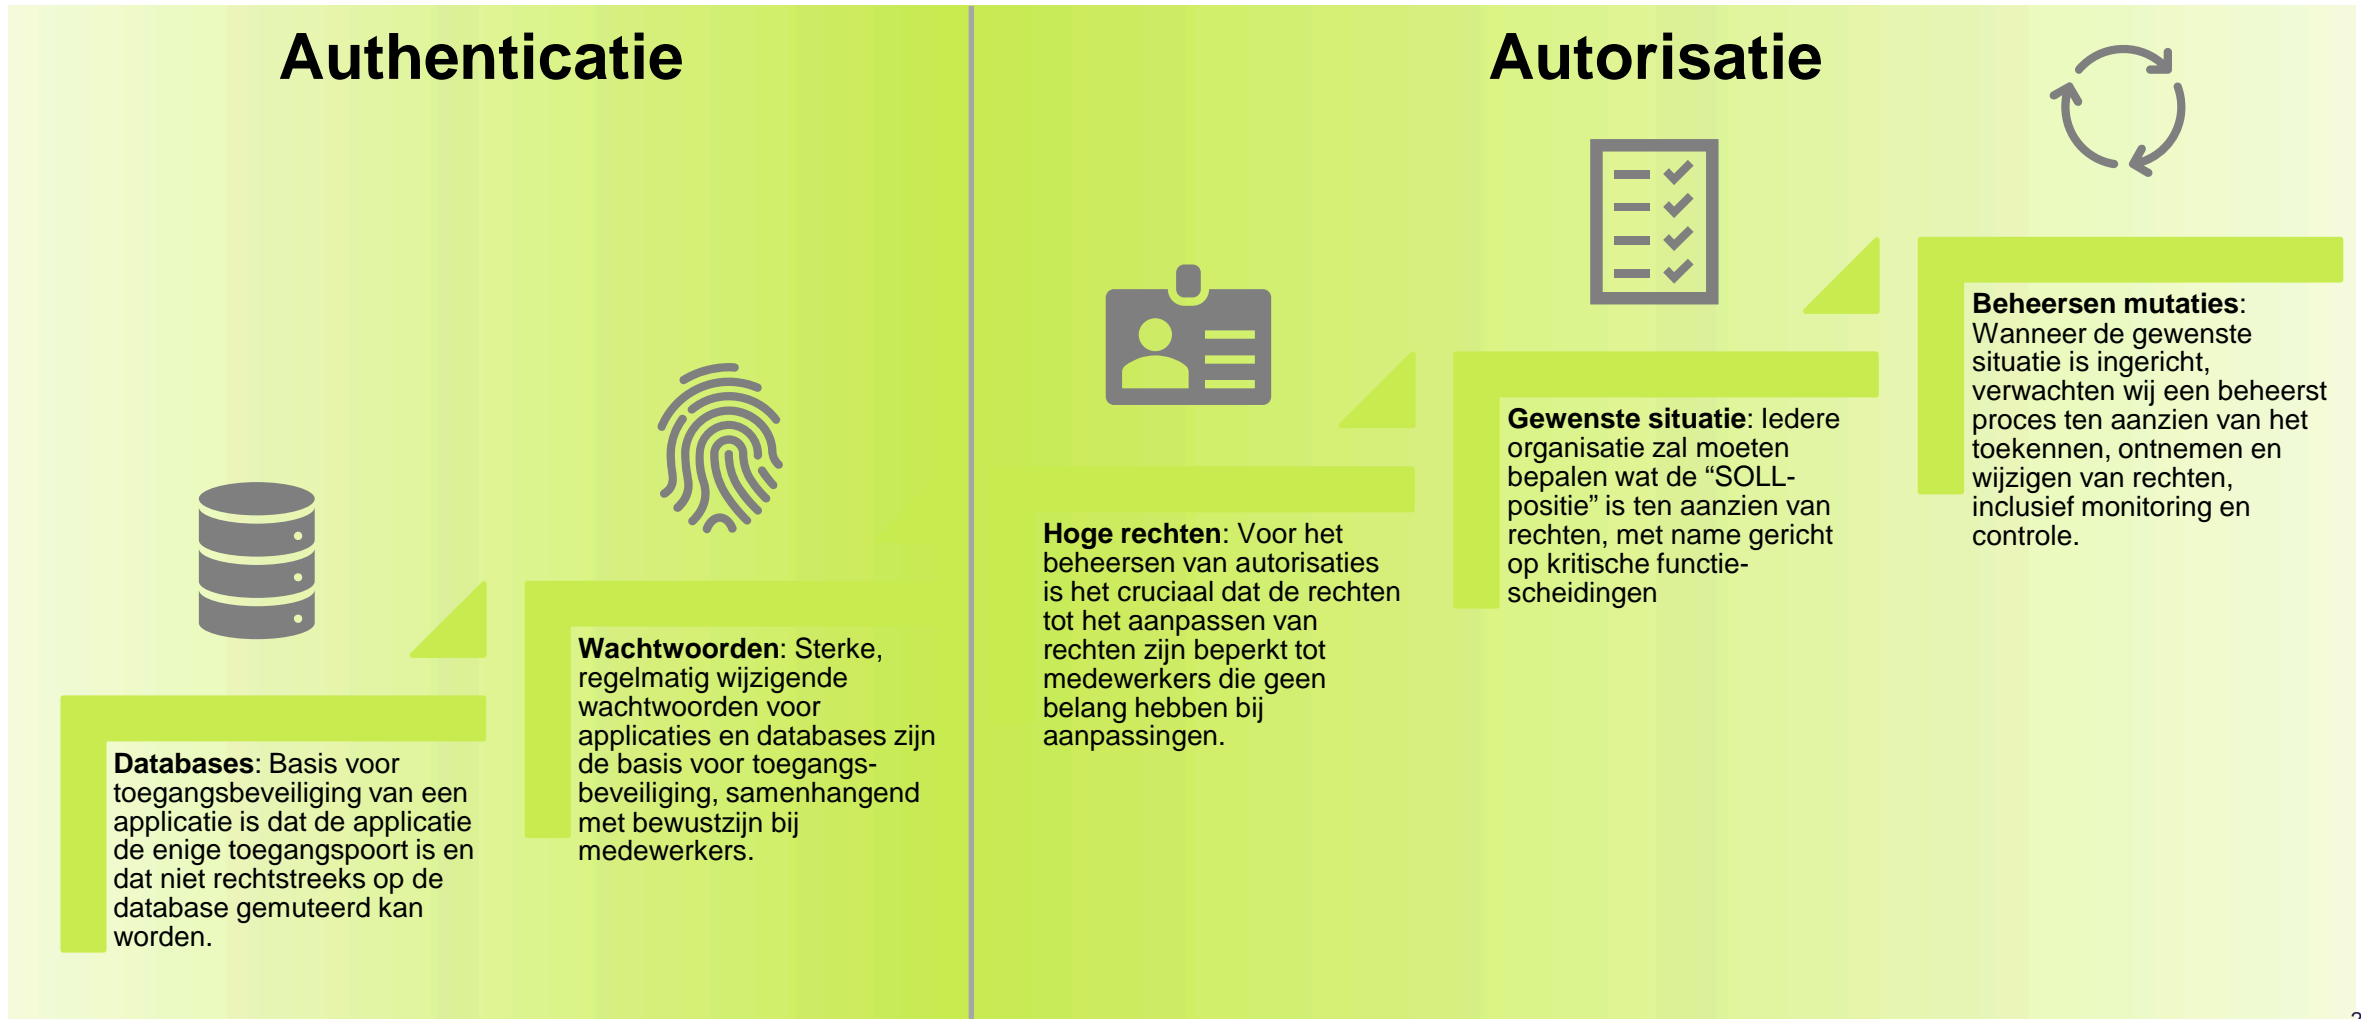 Authenticatie
Databases: Basis voor
toegangsbeveiliging van een
applicatie is dat de applicatie
de enige toegangspoort is en
dat niet rechtstreeks op de
database gemuteerd kan
worden.
Wachtwoorden: Sterke,
regelmatig wijzigende
wachtwoorden voor
applicaties en databases zijn
de basis voor toegangs-
beveiliging, samenhangend
met bewustzijn bij
medewerkers.
Autorisatie
Hoge rechten: Voor het
beheersen van autorisaties
is het cruciaal dat de rechten
tot het aanpassen van
rechten zijn beperkt tot
medewerkers die geen
belang hebben bij
aanpassingen.
Gewenste situatie: Iedere
organisatie zal moeten
bepalen wat de “SOLL-
positie” is ten aanzien van
rechten, met name gericht
op kritische functie-
scheidingen
Beheersen mutaties:
Wanneer de gewenste
situatie is ingericht,
verwachten wij een beheerst
proces ten aanzien van het
toekennen, ontnemen en
wijzigen van rechten,
inclusief monitoring en
controle.